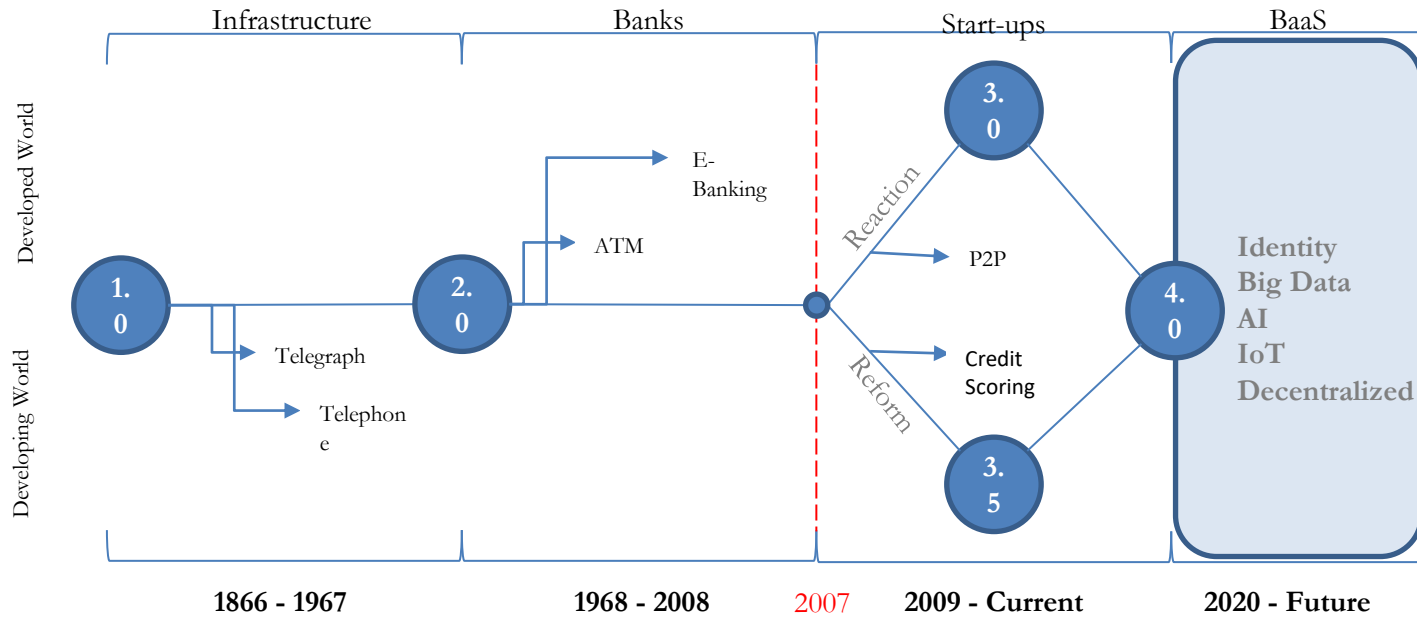 Infrastructure
Banks
Start-ups
BaaS
Developed World
Developing World
1.
0
Telegraph
Telephon
e
2.
0
E-
Banking
ATM
Reaction
Reform
3.
0
P2P
Credit
Scoring
3.
5
4.
0
Identity
Big Data
AI
IoT
Decentralized
1866 - 1967
1968 - 2008
2007
2009 - Current
2020 - Future